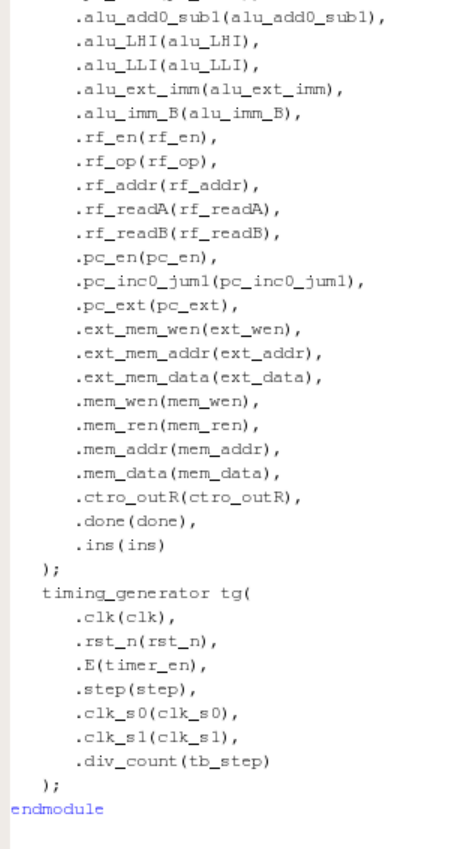 .alu_add0_sub1(alu_add0_sub1),
.alu_LHI(alu_LHI),
.alu_LLI(alu_LLI),
.alu_ext_imm(alu_ext_imm),
.alu_imm_B(alu_imm_B),
.rf_en(rf_en),
.rf_op(rf_op),
.rf_addr(rf_addr),
.rf_readA(rf_readA),
.rf_readB(rf_readB),
.pc_en(pc_en),
.pc_inc0_jum1(pc_inc0_jum1),
.pc_ext(pc_ext),
.ext_mem_wen(ext_wen),
.ext_mem_addr(ext_addr),
.ext_mem_data(ext_data),
.mem_wen(mem_wen),
.mem_ren(mem_ren),
.mem_addr(mem_addr),
.mem_data(mem_data),
.ctro_outR(ctro_outR),
.done(done),
.ins(ins)
);
timing_generator tg(
.clk(clk),
.rst_n(rst_n),
.E(timer_en),
.step(step),
.clk_s0(clk_s0),
.clk_s1(clk_s1),
.div_count(tb_step)
);
endmodule